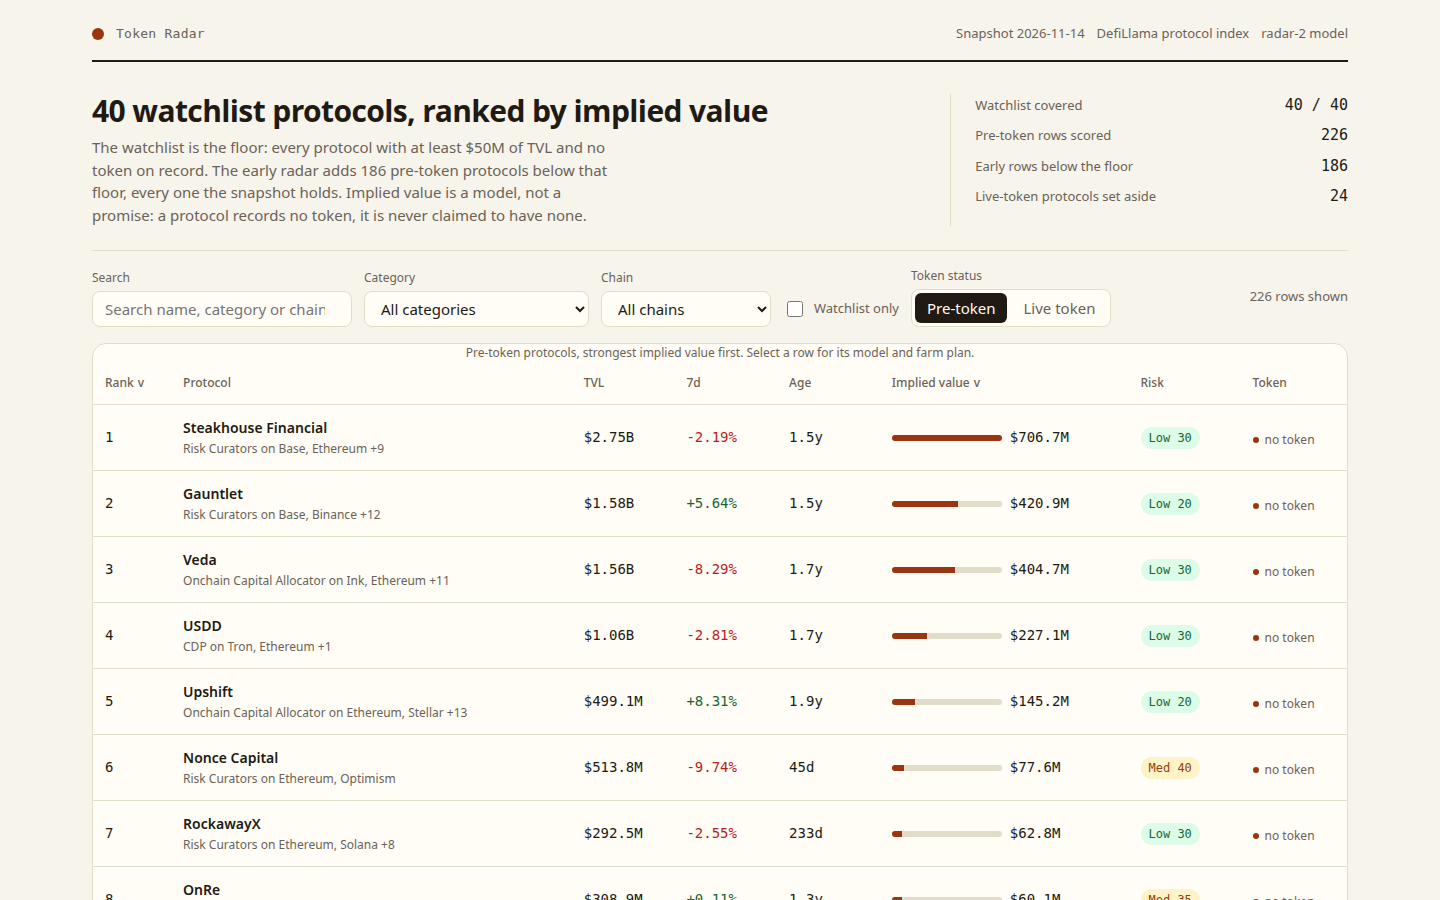 Token Radar
Snapshot 2026-11-14 DefiLlama protocol index radar-2 model
40 watchlist protocols, ranked by implied value
The watchlist is the floor: every protocol with at least $50M of TVL and no
token on record. The early radar adds 186 pre-token protocols below that
floor, every one the snapshot holds. Implied value is a model, not a
promise: a protocol records no token, it is never claimed to have none.
Watchlist covered 40 / 40
Pre-token rows scored 226
Early rows below the floor 186
Live-token protocols set aside 24
Search Category Chain Token status
Search name, category or chain All categories All chains Watchlist only Pre-token Live token 226 rows shown
Pre-token protocols, strongest implied value first. Select a row for its model and farm plan.
Rank v Protocol TVL 7d Age Implied value v Risk Token
1 Steakhouse Financial $2.75B -2.19% 1.5y $706.7M Low 30 no token
Risk Curators on Base, Ethereum +9
2 Gauntlet $1.58B +5.64% 1.5y $420.9M Low 20 no token
Risk Curators on Base, Binance +12
3 Veda $1.56B -8.29% 1.7y $404.7M Low 30 no token
Onchain Capital Allocator on Ink, Ethereum +11
4 USDD $1.06B -2.81% 1.7y $227.1M Low 30 no token
CDP on Tron, Ethereum +1
5 Upshift $499.1M +8.31% 1.9y $145.2M Low 20 no token
Onchain Capital Allocator on Ethereum, Stellar +13
6 Nonce Capital $513.8M -9.74% 45d $77.6M Med 40 no token
Risk Curators on Ethereum, Optimism
7 RockawayX $292.5M -2.55% 233d $62.8M Low 30 no token
Risk Curators on Ethereum, Solana +8
8 OnRe $308.9M +0.11% 1.3y $60.1M Med 35